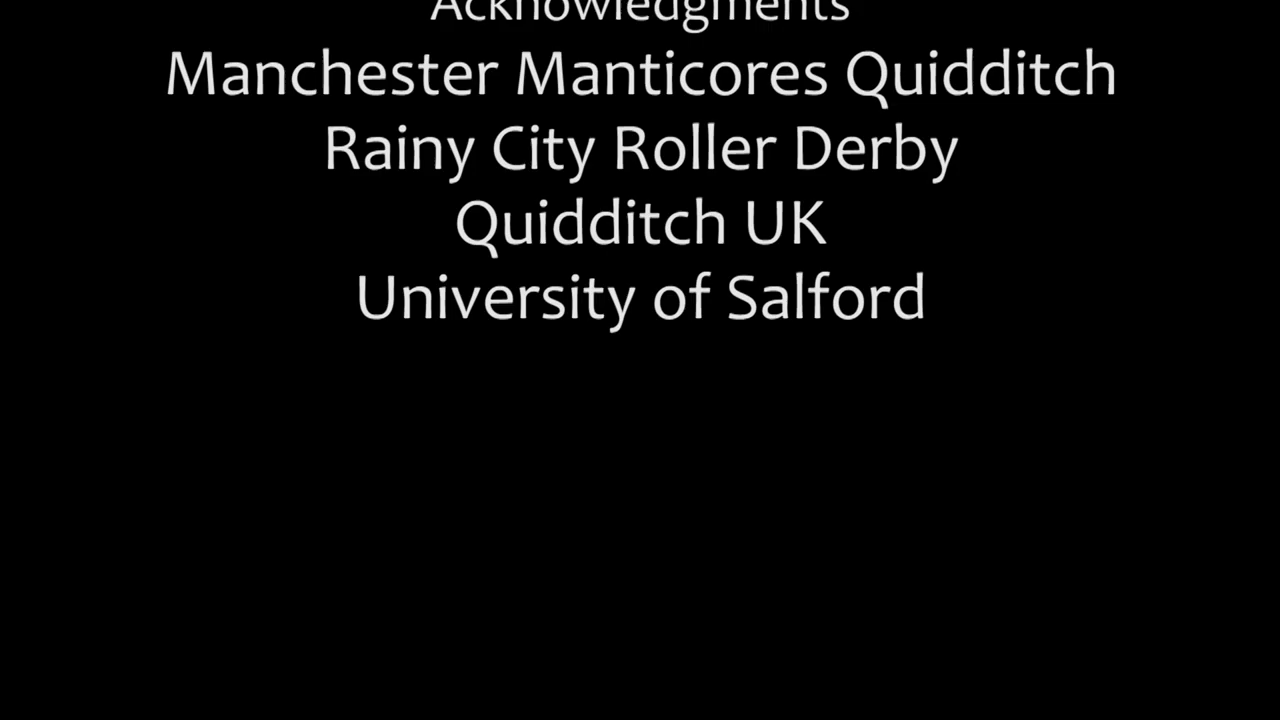 Acknowledgments
Manchester Manticores Quidditch
Rainy City Roller Derby
Quidditch UK
University of Salford